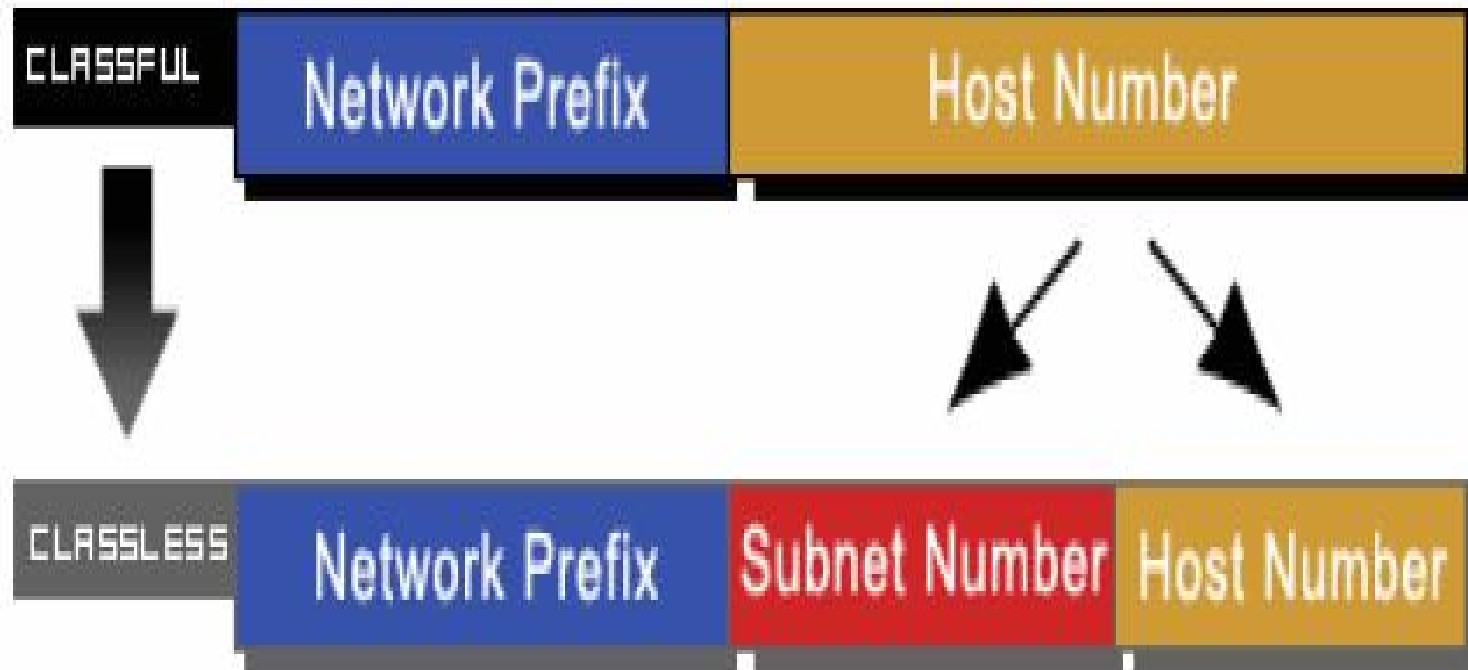 CLASSFUL
Network Prefix
Host Number
CLASSLESS
Network Prefix
Subnet Number
Host Number